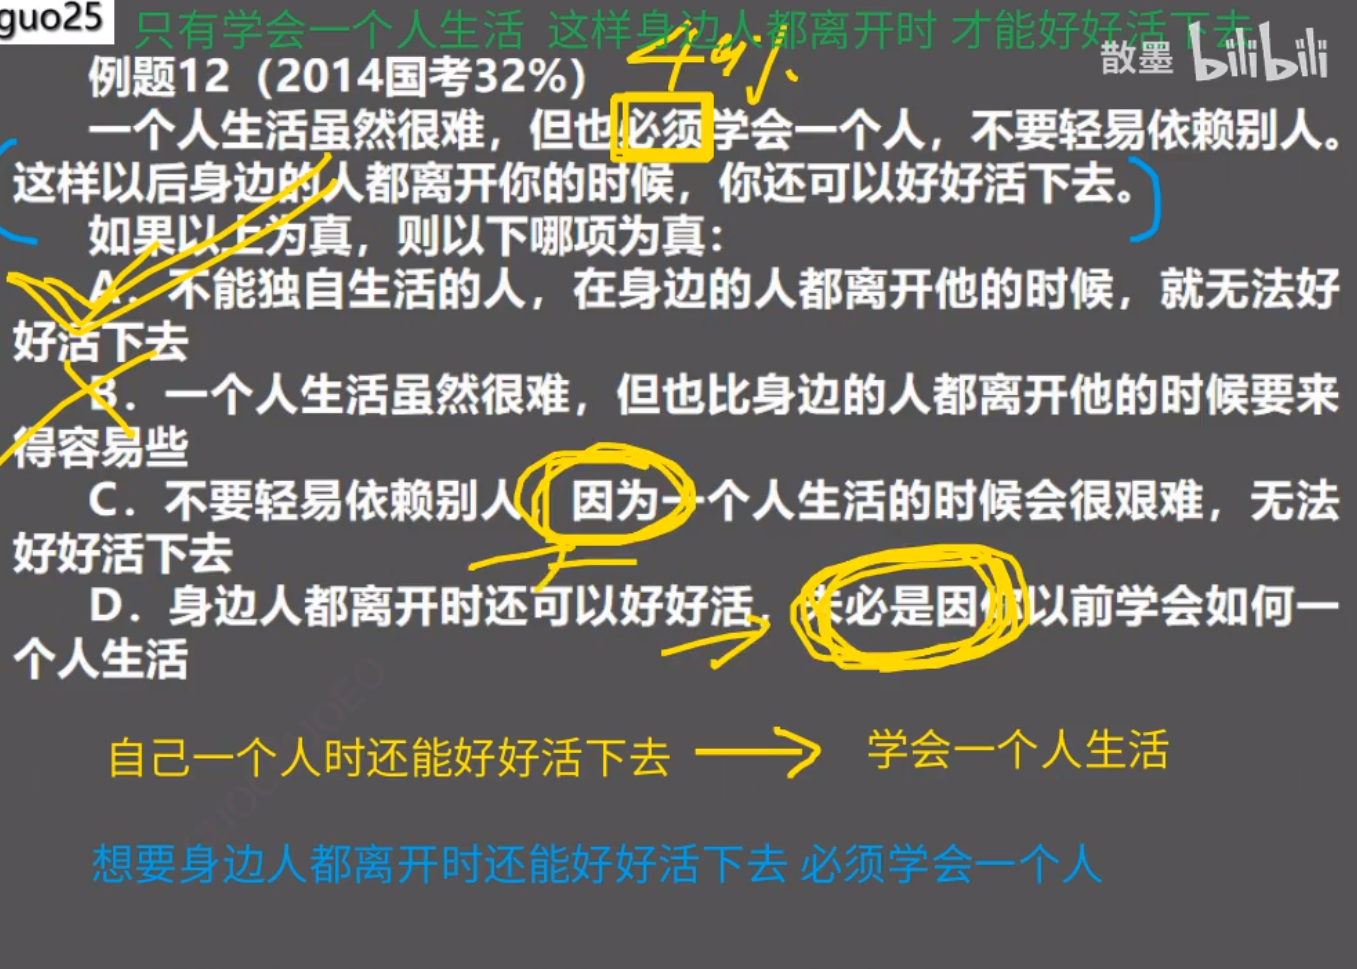 guo25
只有学会一个人生活 这样身边人都离开时 才能好好活下去
散墨 bilibili
例题12（2014国考32%）
一个人生活虽然很难，但也必须学会一个人，不要轻易依赖别人。
这样以后身边的人都离开你的时候，你还可以好好活下去。
如果以上为真，则以下哪项为真：
A．不能独自生活的人，在身边的人都离开他的时候，就无法好
好活下去
B．一个人生活虽然很难，但也比身边的人都离开他的时候要来
得容易些
C．不要轻易依赖别人，因为一个人生活的时候会很艰难，无法
好好活下去
D．身边人都离开时还可以好好活，未必是因你以前学会如何一
个人生活
自己一个人时还能好好活下去 → 学会一个人生活
想要身边人都离开时还能好好活下去 必须学会一个人